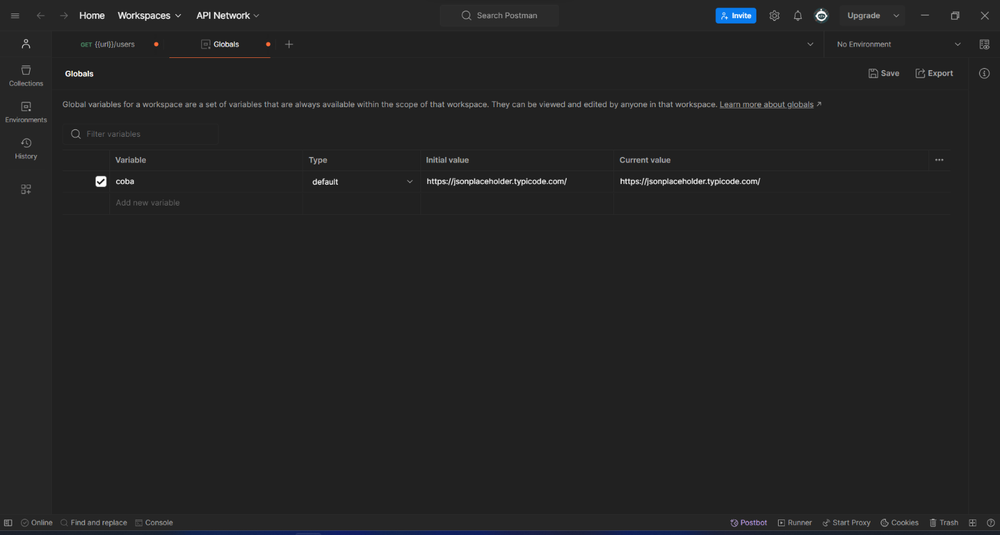 Home Workspaces API Network Search Postman Invite Upgrade
GET {{url}}/users Globals No Environment
Globals Save Export
Collections
Global variables for a workspace are a set of variables that are always available within the scope of that workspace. They can be viewed and edited by anyone in that workspace. Learn more about globals ↗
Environments
Filter variables
History
Variable Type Initial value Current value
coba default https://jsonplaceholder.typicode.com/ https://jsonplaceholder.typicode.com/
Add new variable
Online Find and replace Console Postbot Runner Start Proxy Cookies Trash